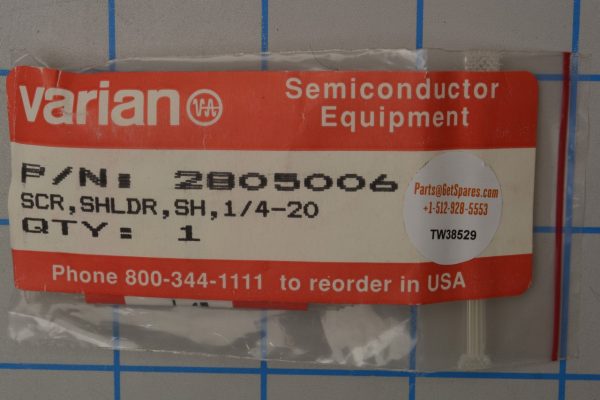 varian
Semiconductor
Equipment
P/N: 2805006
SCR,SHLDR,SH,1/4-20
QTY: 1
Parts@GetSpares.com
+1-512-928-5553
TW38529
Phone 800-344-1111 to reorder in USA